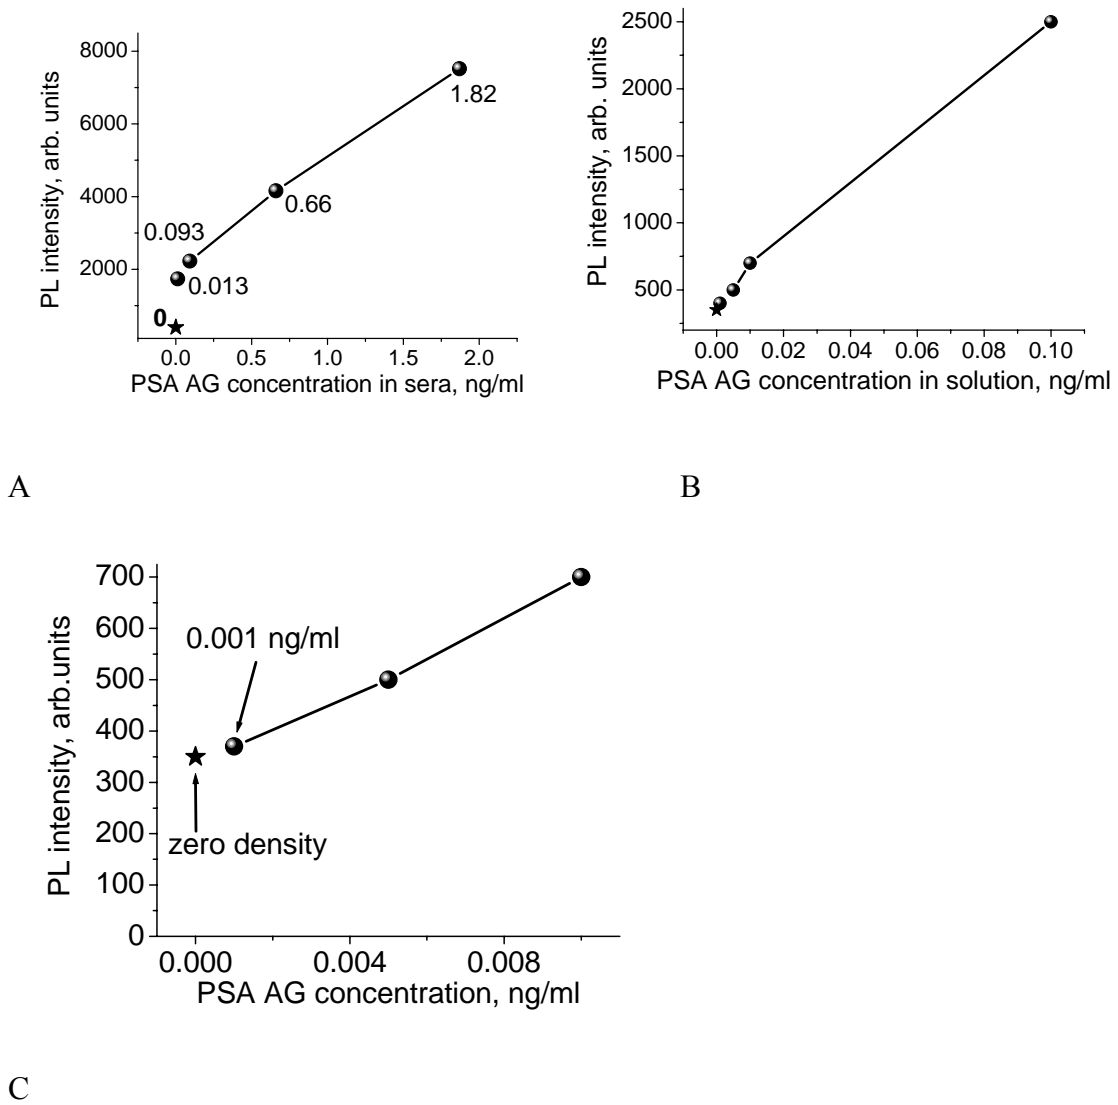 8000
6000
4000
2000
PL intensity, arb. units
1.82
0.66
0.093
0.013
0
0.0 0.5 1.0 1.5 2.0
PSA AG concentration in sera, ng/ml
A
2500
2000
1500
1000
500
PL intensity, arb. units
0.00 0.02 0.04 0.06 0.08 0.10
PSA AG concentration in solution, ng/ml
B
700
600
500
400
300
200
100
0
PL intensity, arb.units
0.001 ng/ml
zero density
0.000 0.004 0.008
PSA AG concentration, ng/ml
C